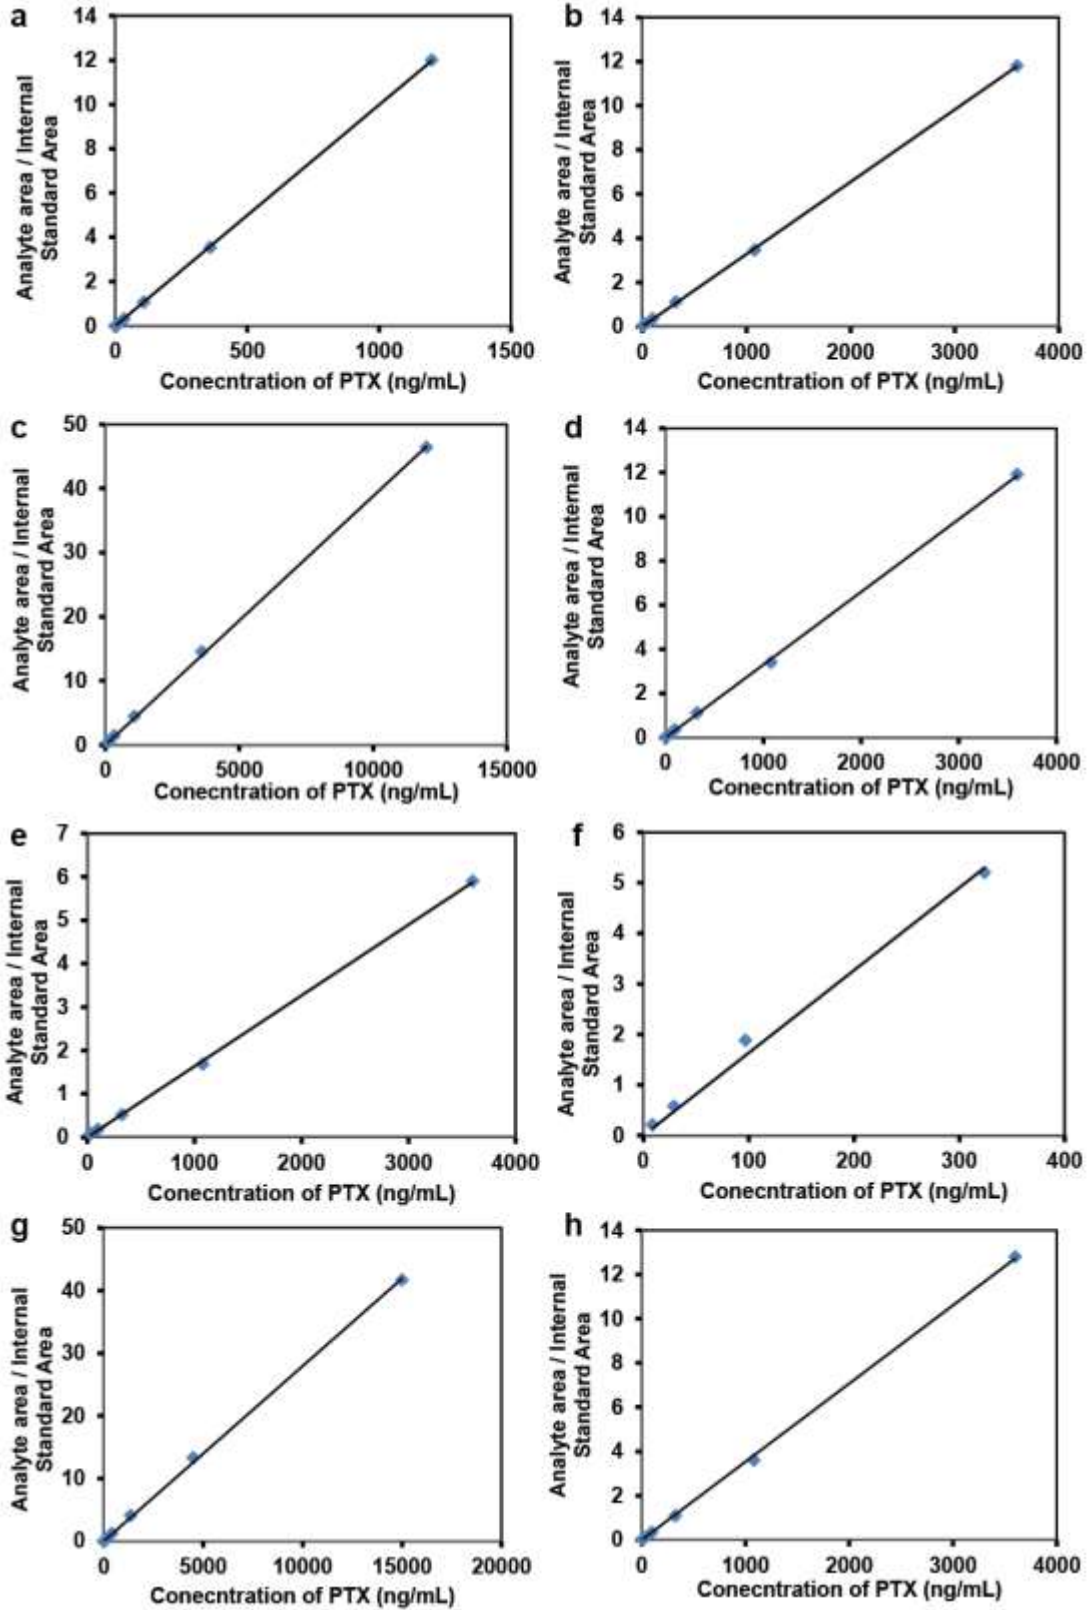 a
14
12
10
8
6
4
2
0
Analyte area / Internal
Standard Area
0 500 1000 1500
Conecntration of PTX (ng/mL)
b
14
12
10
8
6
4
2
0
Analyte area / Internal
Standard Area
0 1000 2000 3000 4000
Conecntration of PTX (ng/mL)
c
50
40
30
20
10
0
Analyte area / Internal
Standard Area
0 5000 10000 15000
Conecntration of PTX (ng/mL)
d
14
12
10
8
6
4
2
0
Analyte area / Internal
Standard Area
0 1000 2000 3000 4000
Conecntration of PTX (ng/mL)
e
7
6
5
4
3
2
1
0
Analyte area / Internal
Standard Area
0 1000 2000 3000 4000
Conecntration of PTX (ng/mL)
f
6
5
4
3
2
1
0
Analyte area / Internal
Standard Area
0 100 200 300 400
Conecntration of PTX (ng/mL)
g
50
40
30
20
10
0
Analyte area / Internal
Standard Area
0 5000 10000 15000 20000
Conecntration of PTX (ng/mL)
h
14
12
10
8
6
4
2
0
Analyte area / Internal
Standard Area
0 1000 2000 3000 4000
Conecntration of PTX (ng/mL)